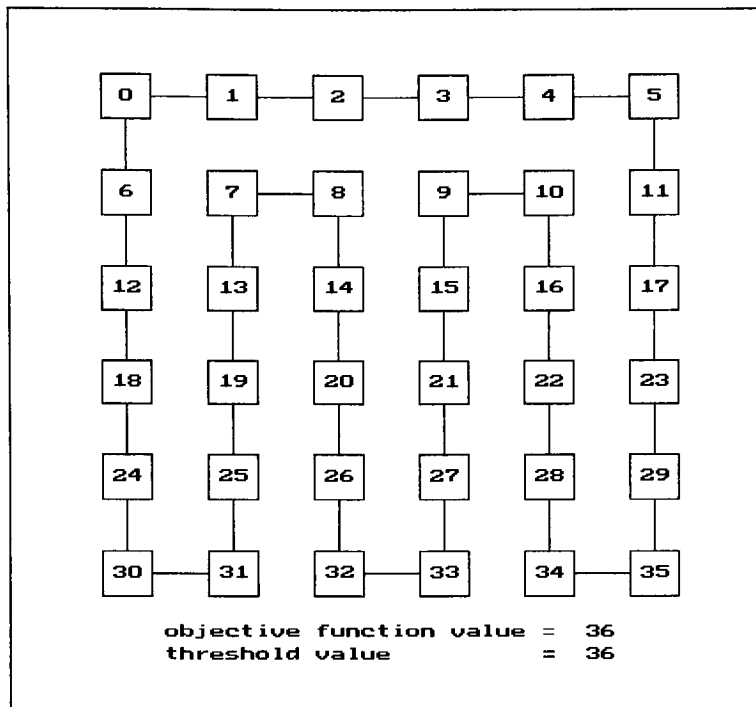 0 1 2 3 4 5
6 7 8 9 10 11
12 13 14 15 16 17
18 19 20 21 22 23
24 25 26 27 28 29
30 31 32 33 34 35
objective function value = 36
threshold value = 36